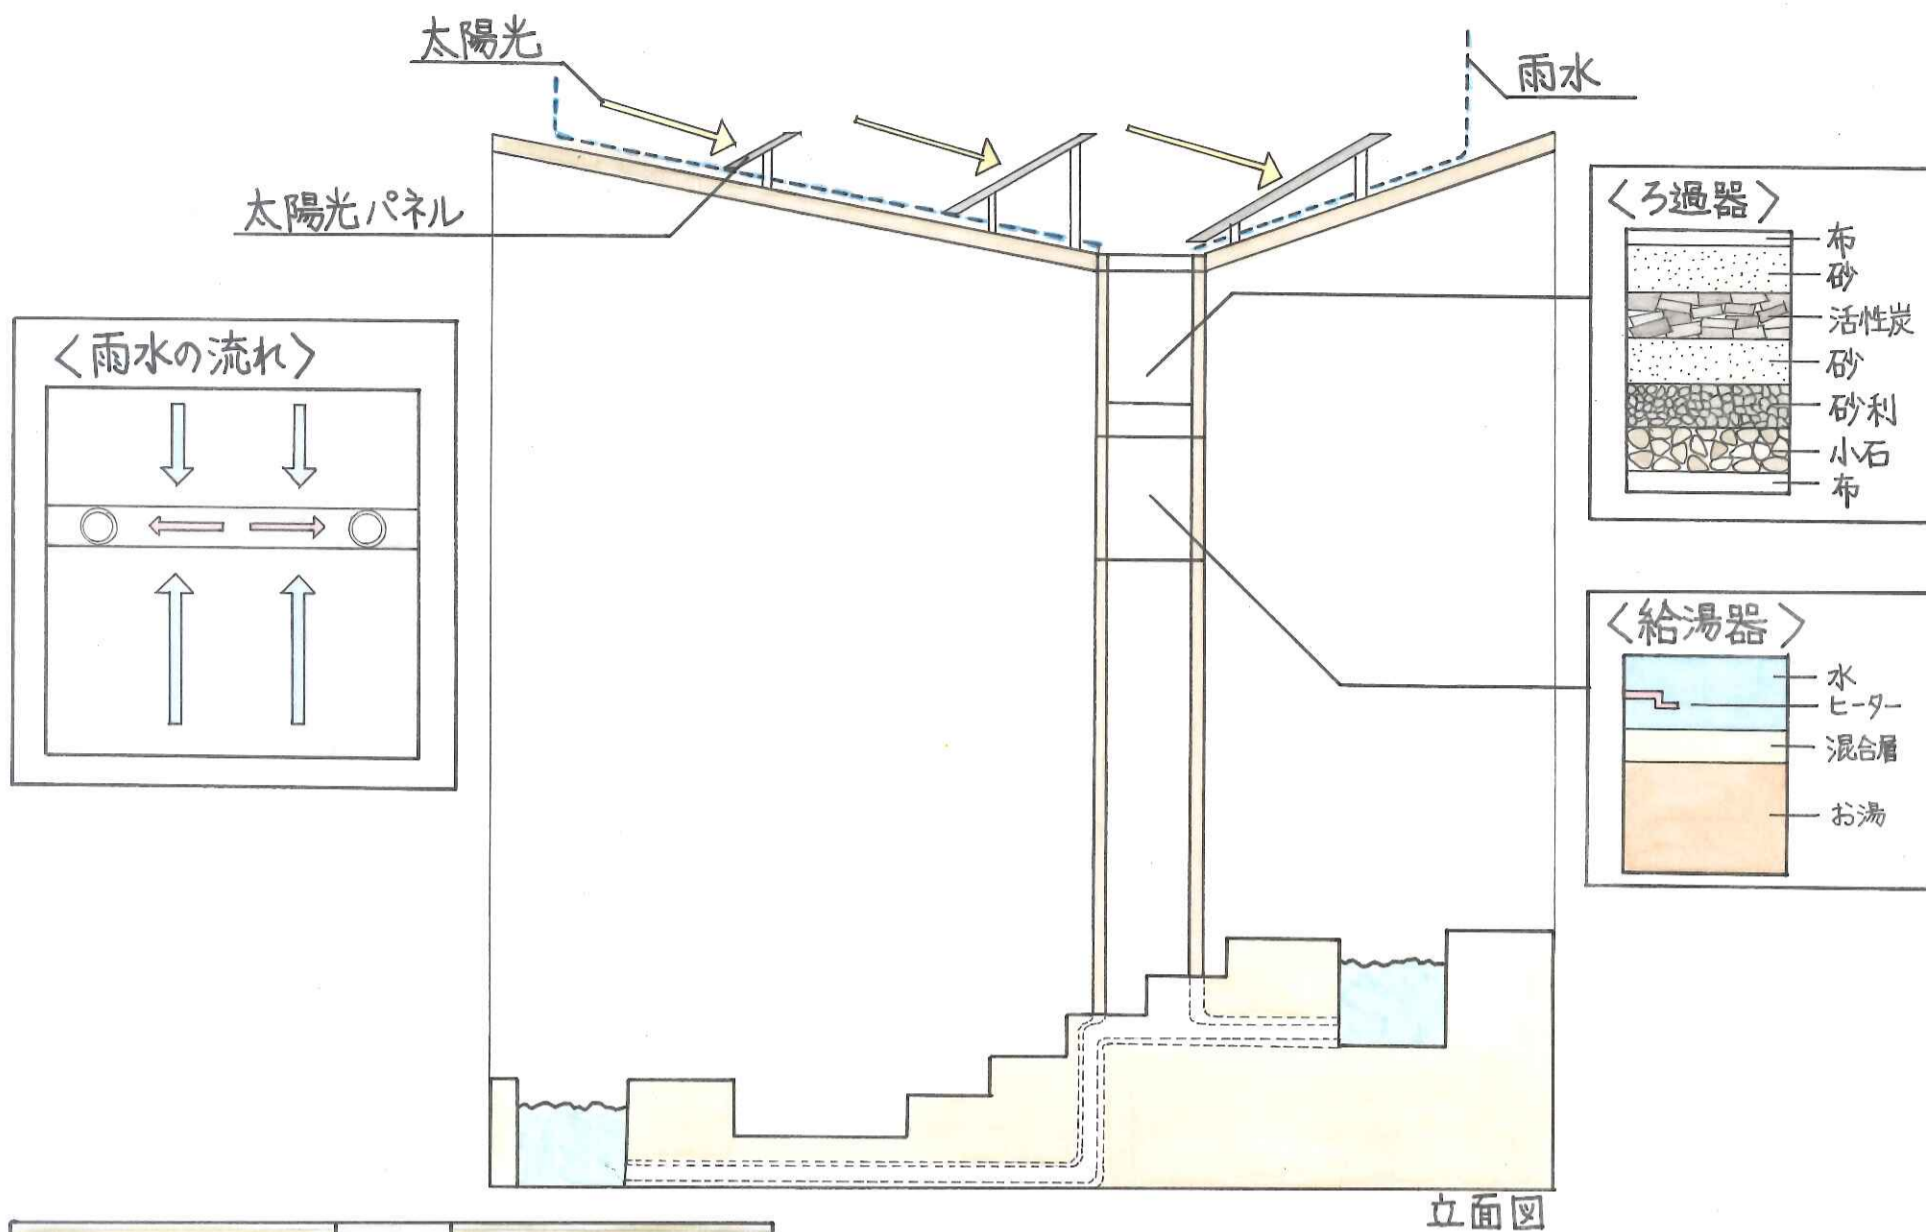 太陽光
雨水
太陽光パネル
〈雨水の流れ〉
〈ろ過器〉
布
砂
活性炭
砂
砂利
小石
布
〈給湯器〉
水
ヒーター
混合層
お湯
立面図